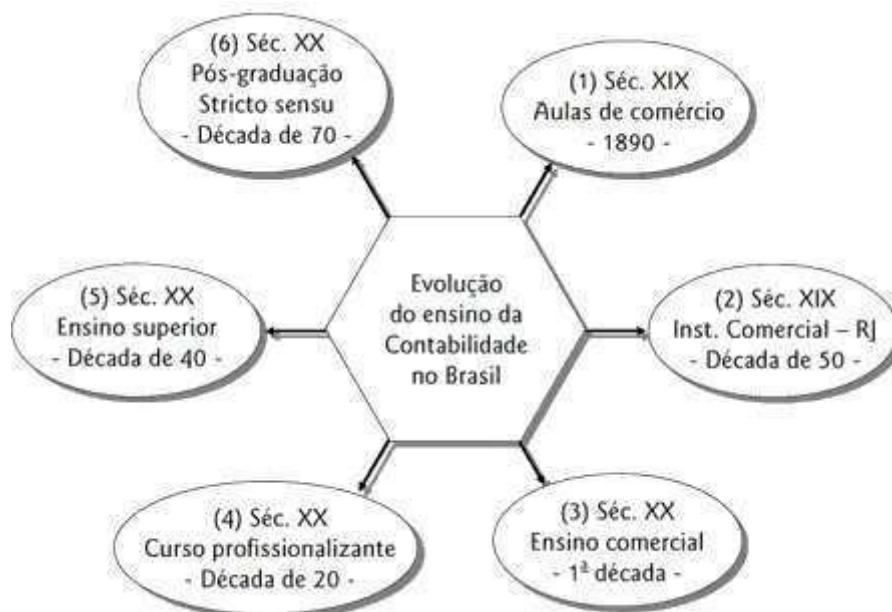 (6) Séc. XX
Pós-graduação
Stricto sensu
- Década de 70 -
(1) Séc. XIX
Aulas de comércio
- 1890 -
Evolução
do ensino da
Contabilidade
no Brasil
(5) Séc. XX
Ensino superior
- Década de 40 -
(2) Séc. XIX
Inst. Comercial – RJ
- Década de 50 -
(4) Séc. XX
Curso profissionalizante
- Década de 20 -
(3) Séc. XX
Ensino comercial
- 1ª década -